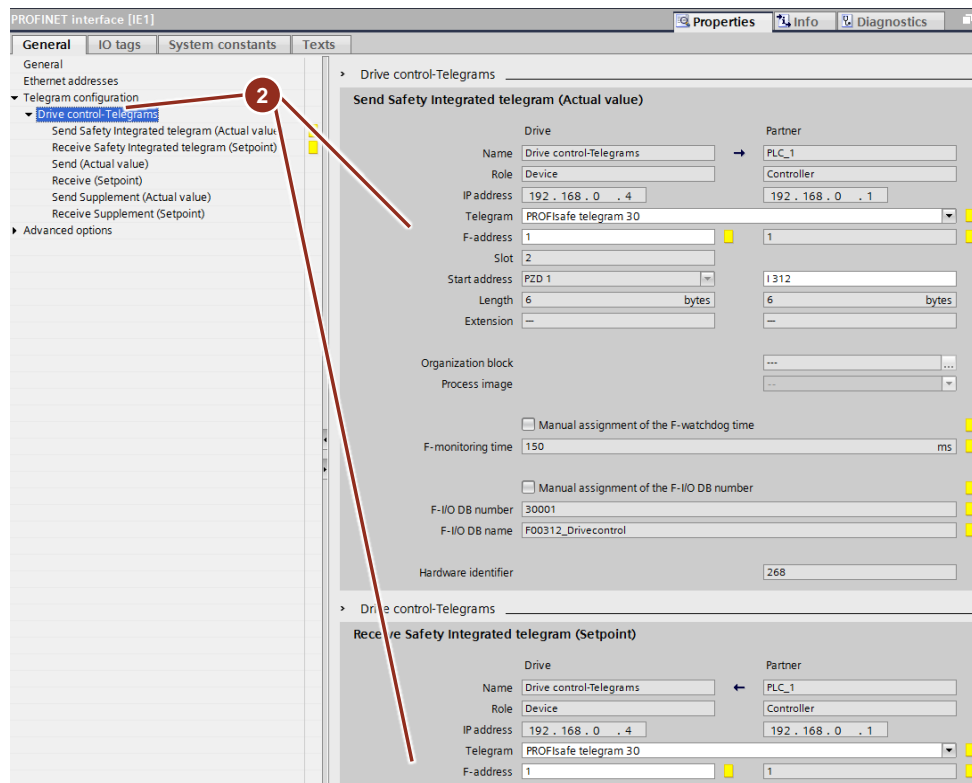 PROFINET interface [IE1]
Properties
Info
Diagnostics
General
IO tags
System constants
Texts
General
Ethernet addresses
Telegram configuration
Drive control-Telegrams
Send Safety Integrated telegram (Actual value
Receive Safety Integrated telegram (Setpoint)
Send (Actual value)
Receive (Setpoint)
Send Supplement (Actual value)
Receive Supplement (Setpoint)
Advanced options
2
Drive control-Telegrams
Send Safety Integrated telegram (Actual value)
Drive Partner
Name Drive control-Telegrams → PLC_1
Role Device Controller
IP address 192 . 168 . 0 . 4 192 . 168 . 0 . 1
Telegram PROFIsafe telegram 30
F-address 1 1
Slot 2
Start address PZD 1 I 312
Length 6 bytes 6 bytes
Extension --- ---
Organization block --- ...
Process image --
Manual assignment of the F-watchdog time
F-monitoring time 150 ms
Manual assignment of the F-I/O DB number
F-I/O DB number 30001
F-I/O DB name F00312_Drivecontrol
Hardware identifier 268
Drive control-Telegrams
Receive Safety Integrated telegram (Setpoint)
Drive Partner
Name Drive control-Telegrams ← PLC_1
Role Device Controller
IP address 192 . 168 . 0 . 4 192 . 168 . 0 . 1
Telegram PROFIsafe telegram 30
F-address 1 1